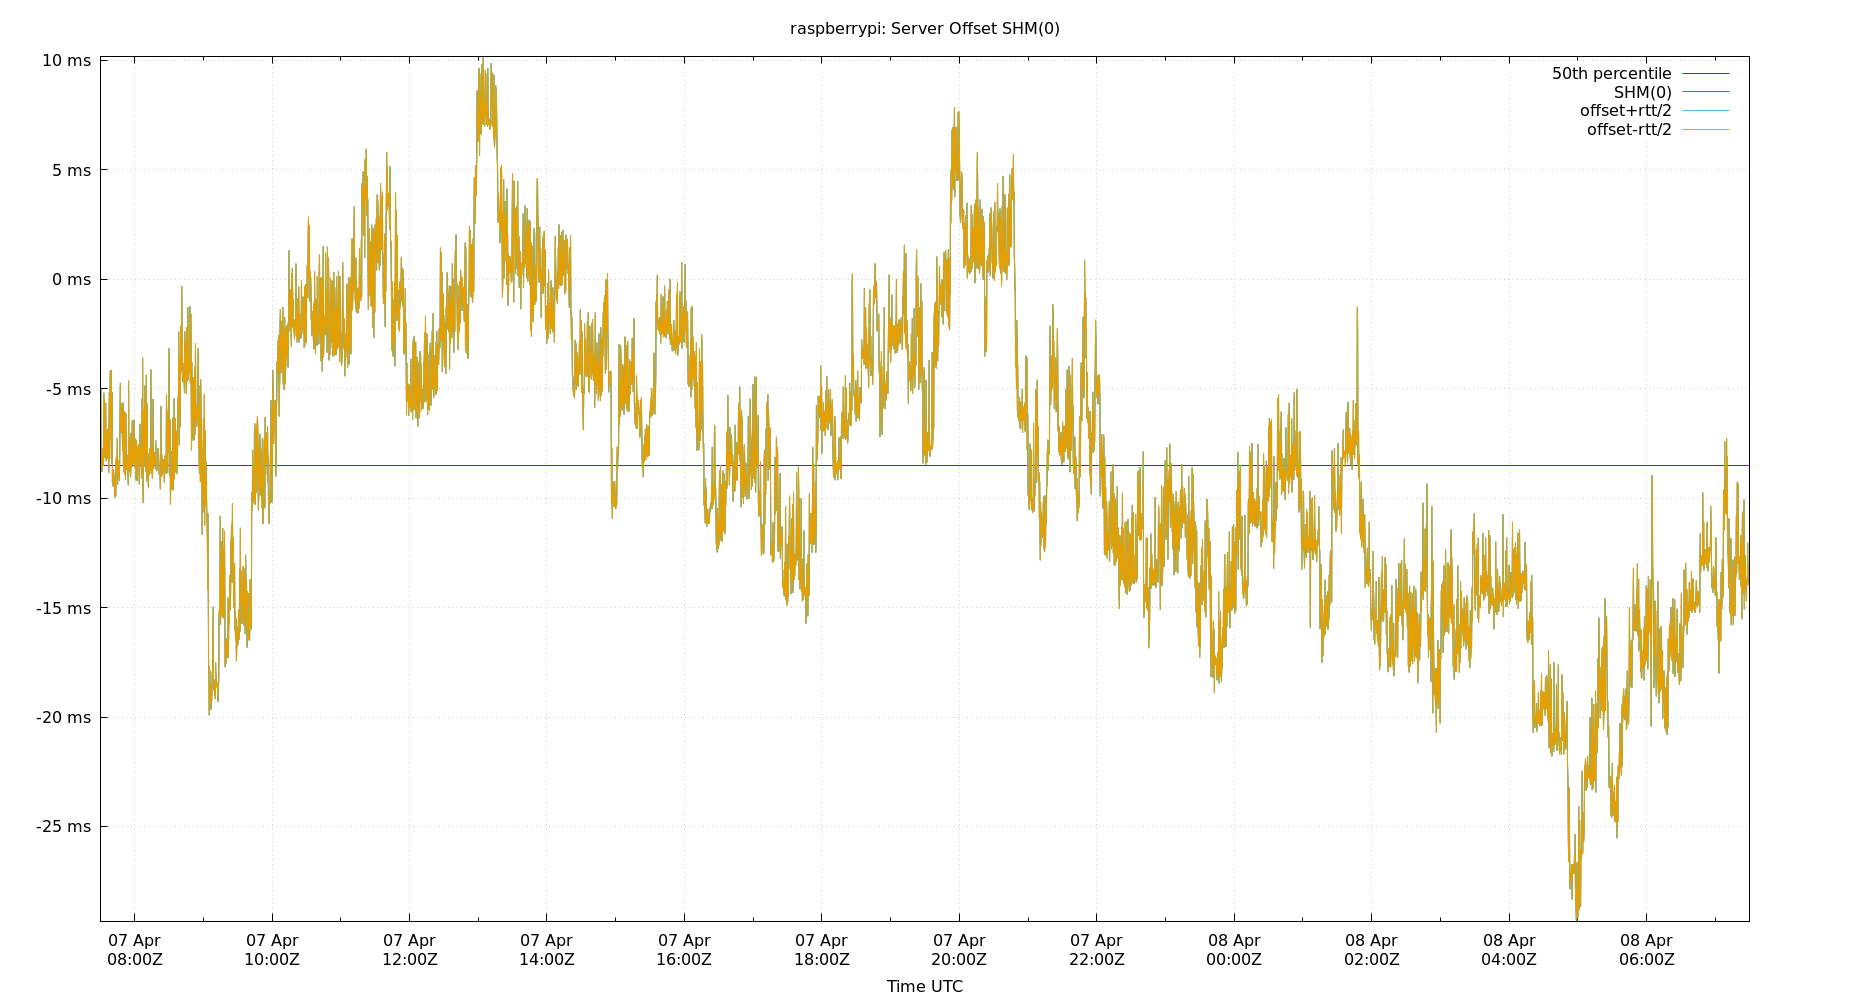 raspberrypi: Server Offset SHM(0)
50th percentile
SHM(0)
offset+rtt/2
offset-rtt/2
10 ms
5 ms
0 ms
-5 ms
-10 ms
-15 ms
-20 ms
-25 ms
07 Apr 07 Apr 07 Apr 07 Apr 07 Apr 07 Apr 07 Apr 07 Apr 08 Apr 08 Apr 08 Apr 08 Apr
08:00Z 10:00Z 12:00Z 14:00Z 16:00Z 18:00Z 20:00Z 22:00Z 00:00Z 02:00Z 04:00Z 06:00Z
Time UTC